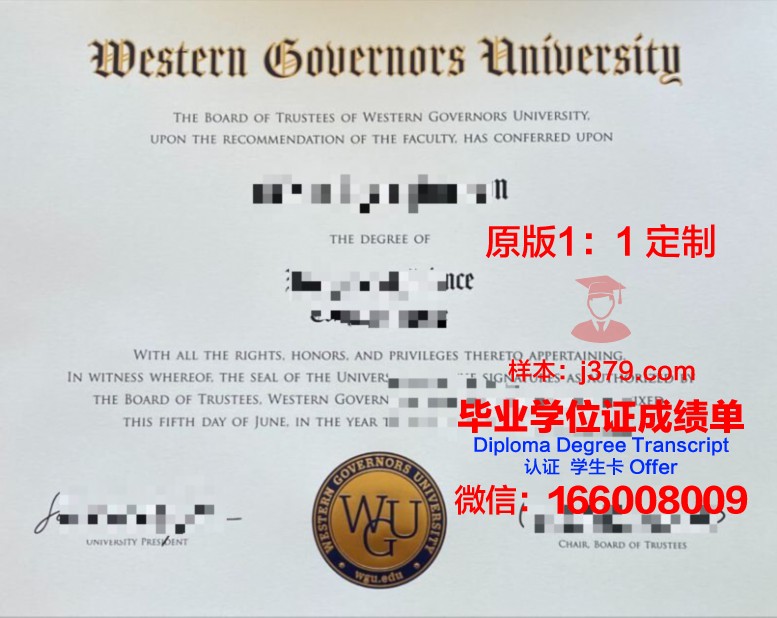 Western Governors University
THE BOARD OF TRUSTEES OF WESTERN GOVERNORS UNIVERSITY,
UPON THE RECOMMENDATION OF THE FACULTY, HAS CONFERRED UPON
THE DEGREE OF
原版1：1 定制
WITH ALL THE RIGHTS, HONORS, AND PRIVILEGES THERETO APPERTAINING.
样本：j379.com
IN WITNESS WHEREOF, THE SEAL OF THE SIGNATURES AS AUTHORIZED BY
THE BOARD OF TRUSTEES, WESTERN
毕业学位证成绩单
THIS FIFTH DAY OF JUNE, IN THE YEAR
Diploma Degree Transcript
认证 学生卡 Offer
微信：166008009
WESTERN GOVERNORS UNIVERSITY
WGU
wgu.edu
UNIVERSITY PRESIDENT
CHAIR, BOARD OF TRUSTEES